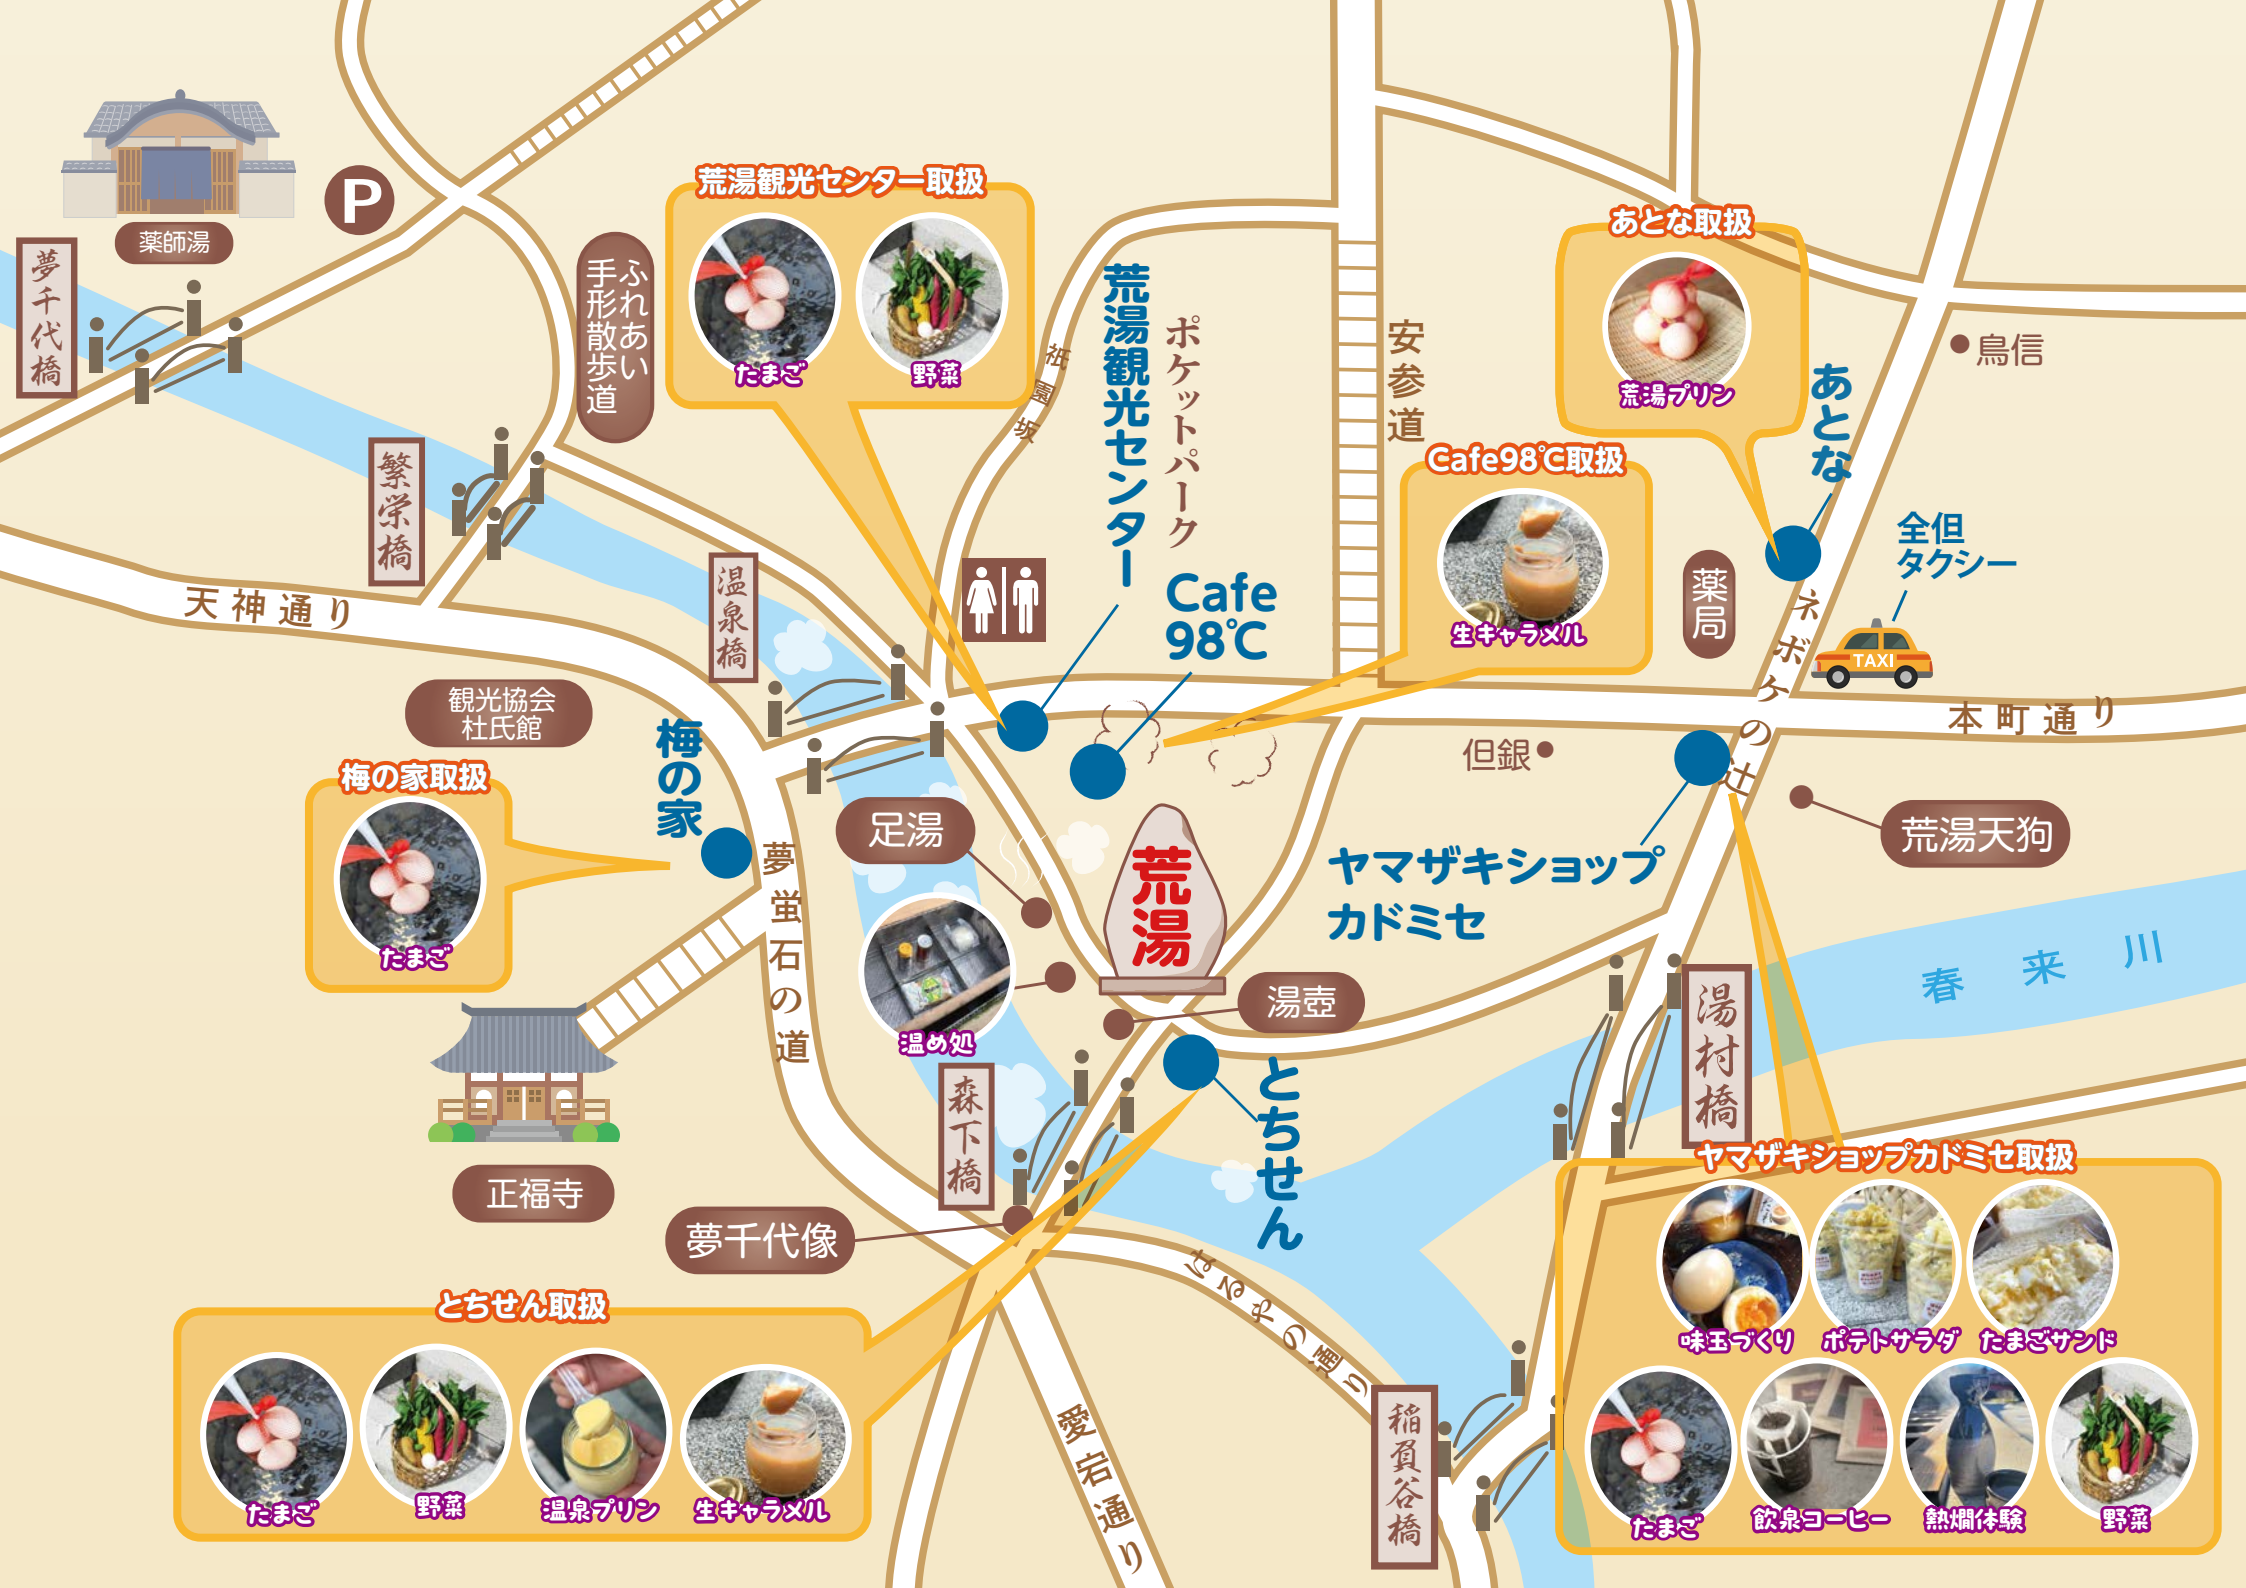 薬師湯
P
夢千代橋
ふれあい
手形散歩道
荒湯観光センター取扱
たまご
野菜
祇園坂
荒湯観光センター
ポケットパーク
安参道
あとな取扱
荒湯プリン
あとな
鳥信
Cafe98℃取扱
生キャラメル
繁栄橋
天神通り
温泉橋
Cafe
98℃
薬局
全但
タクシー
TAXI
ネボケの辻
本町通り
観光協会
杜氏館
梅の家
梅の家取扱
たまご
足湯
但銀
荒湯天狗
夢蛍石の道
荒湯
ヤマザキショップ
カドミセ
温め処
湯壺
春来川
湯村橋
とちせん
森下橋
正福寺
夢千代像
はるやの通り
ヤマザキショップカドミセ取扱
味玉づくり
ポテトサラダ
たまごサンド
たまご
飲泉コーヒー
熱燗体験
野菜
とちせん取扱
たまご
野菜
温泉プリン
生キャラメル
愛宕通り
稲負谷橋